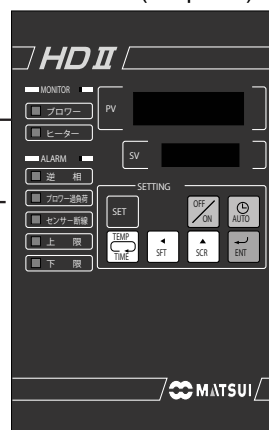 HD II
MONITOR
PV
ブロワー
ヒーター
SV
ALARM
逆 相
ブロワー過負荷
センサー断線
上 限
下 限
SETTING
SET
OFF/ON
AUTO
TEMP
TIME
SFT
SCR
ENT
MATSUI